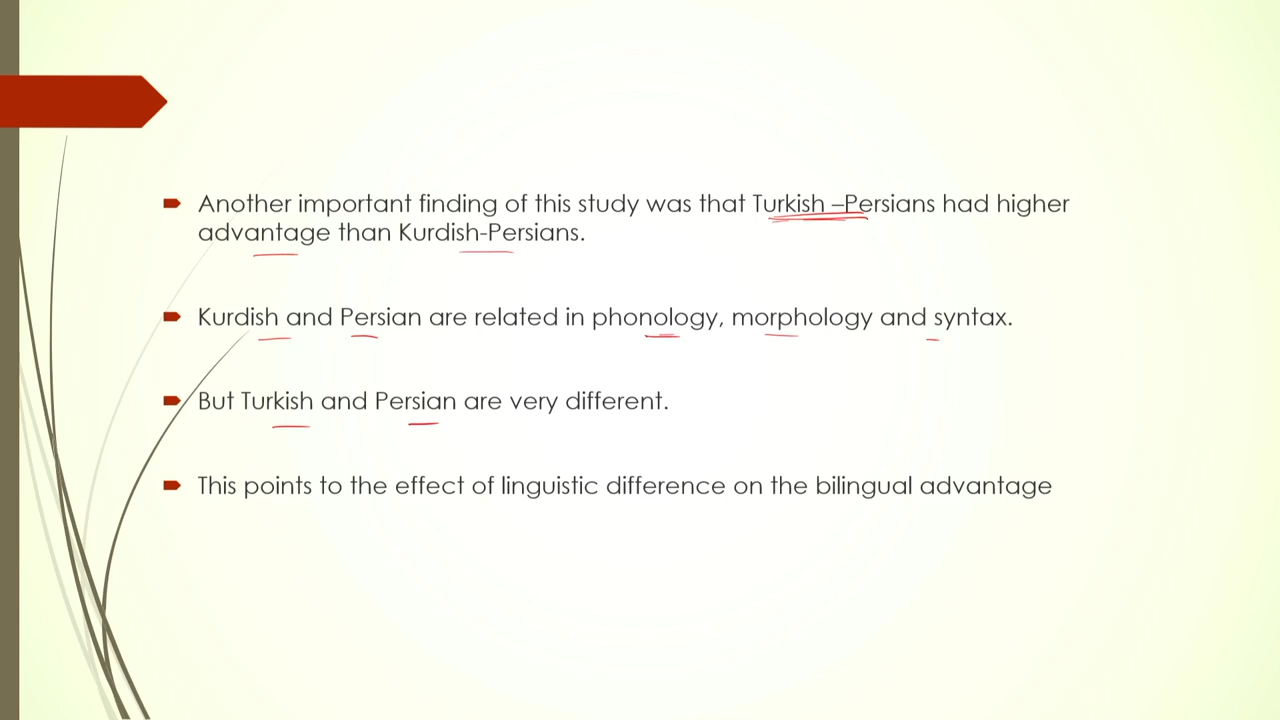 Another important finding of this study was that Turkish –Persians had higher
advantage than Kurdish-Persians.
Kurdish and Persian are related in phonology, morphology and syntax.
But Turkish and Persian are very different.
This points to the effect of linguistic difference on the bilingual advantage